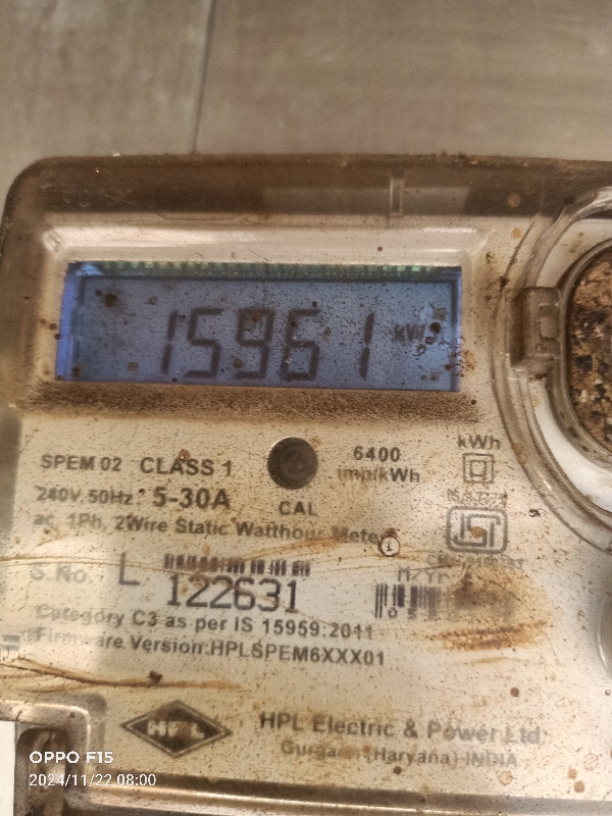 15961 kWh
SPEM 02 CLASS 1
6400
imp/kWh
kWh
240V, 50Hz 5-30A
CAL
ac, 1Ph, 2Wire Static Watthour Meter
S.No. L
122631
M/YR
Category C3 as per IS 15959:2011
Firmware Version:HPLSPEM6XXX01
HPL
HPL Electric & Power Ltd
Gurgaon (Haryana) INDIA
OPPO F15
2024/11/22 08:00